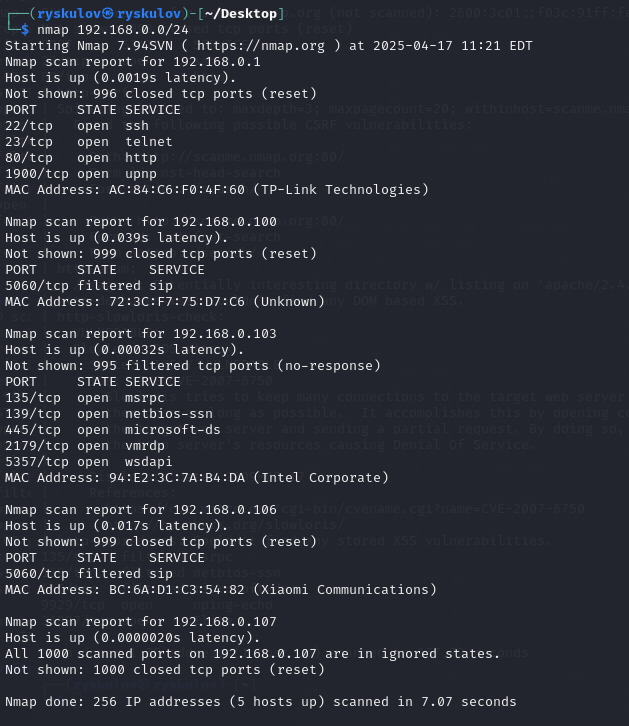 ┌──(ryskulov㉿ryskulov)-[~/Desktop]
└─$ nmap 192.168.0.0/24
Starting Nmap 7.94SVN ( https://nmap.org ) at 2025-04-17 11:21 EDT
Nmap scan report for 192.168.0.1
Host is up (0.0019s latency).
Not shown: 996 closed tcp ports (reset)
PORT     STATE SERVICE
22/tcp   open  ssh
23/tcp   open  telnet
80/tcp   open  http
1900/tcp open  upnp
MAC Address: AC:84:C6:F0:4F:60 (TP-Link Technologies)

Nmap scan report for 192.168.0.100
Host is up (0.039s latency).
Not shown: 999 closed tcp ports (reset)
PORT     STATE    SERVICE
5060/tcp filtered sip
MAC Address: 72:3C:F7:75:D7:C6 (Unknown)

Nmap scan report for 192.168.0.103
Host is up (0.00032s latency).
Not shown: 995 filtered tcp ports (no-response)
PORT     STATE SERVICE
135/tcp  open  msrpc
139/tcp  open  netbios-ssn
445/tcp  open  microsoft-ds
2179/tcp open  vmrdp
5357/tcp open  wsdapi
MAC Address: 94:E2:3C:7A:B4:DA (Intel Corporate)

Nmap scan report for 192.168.0.106
Host is up (0.017s latency).
Not shown: 999 closed tcp ports (reset)
PORT     STATE    SERVICE
5060/tcp filtered sip
MAC Address: BC:6A:D1:C3:54:82 (Xiaomi Communications)

Nmap scan report for 192.168.0.107
Host is up (0.0000020s latency).
All 1000 scanned ports on 192.168.0.107 are in ignored states.
Not shown: 1000 closed tcp ports (reset)

Nmap done: 256 IP addresses (5 hosts up) scanned in 7.07 seconds